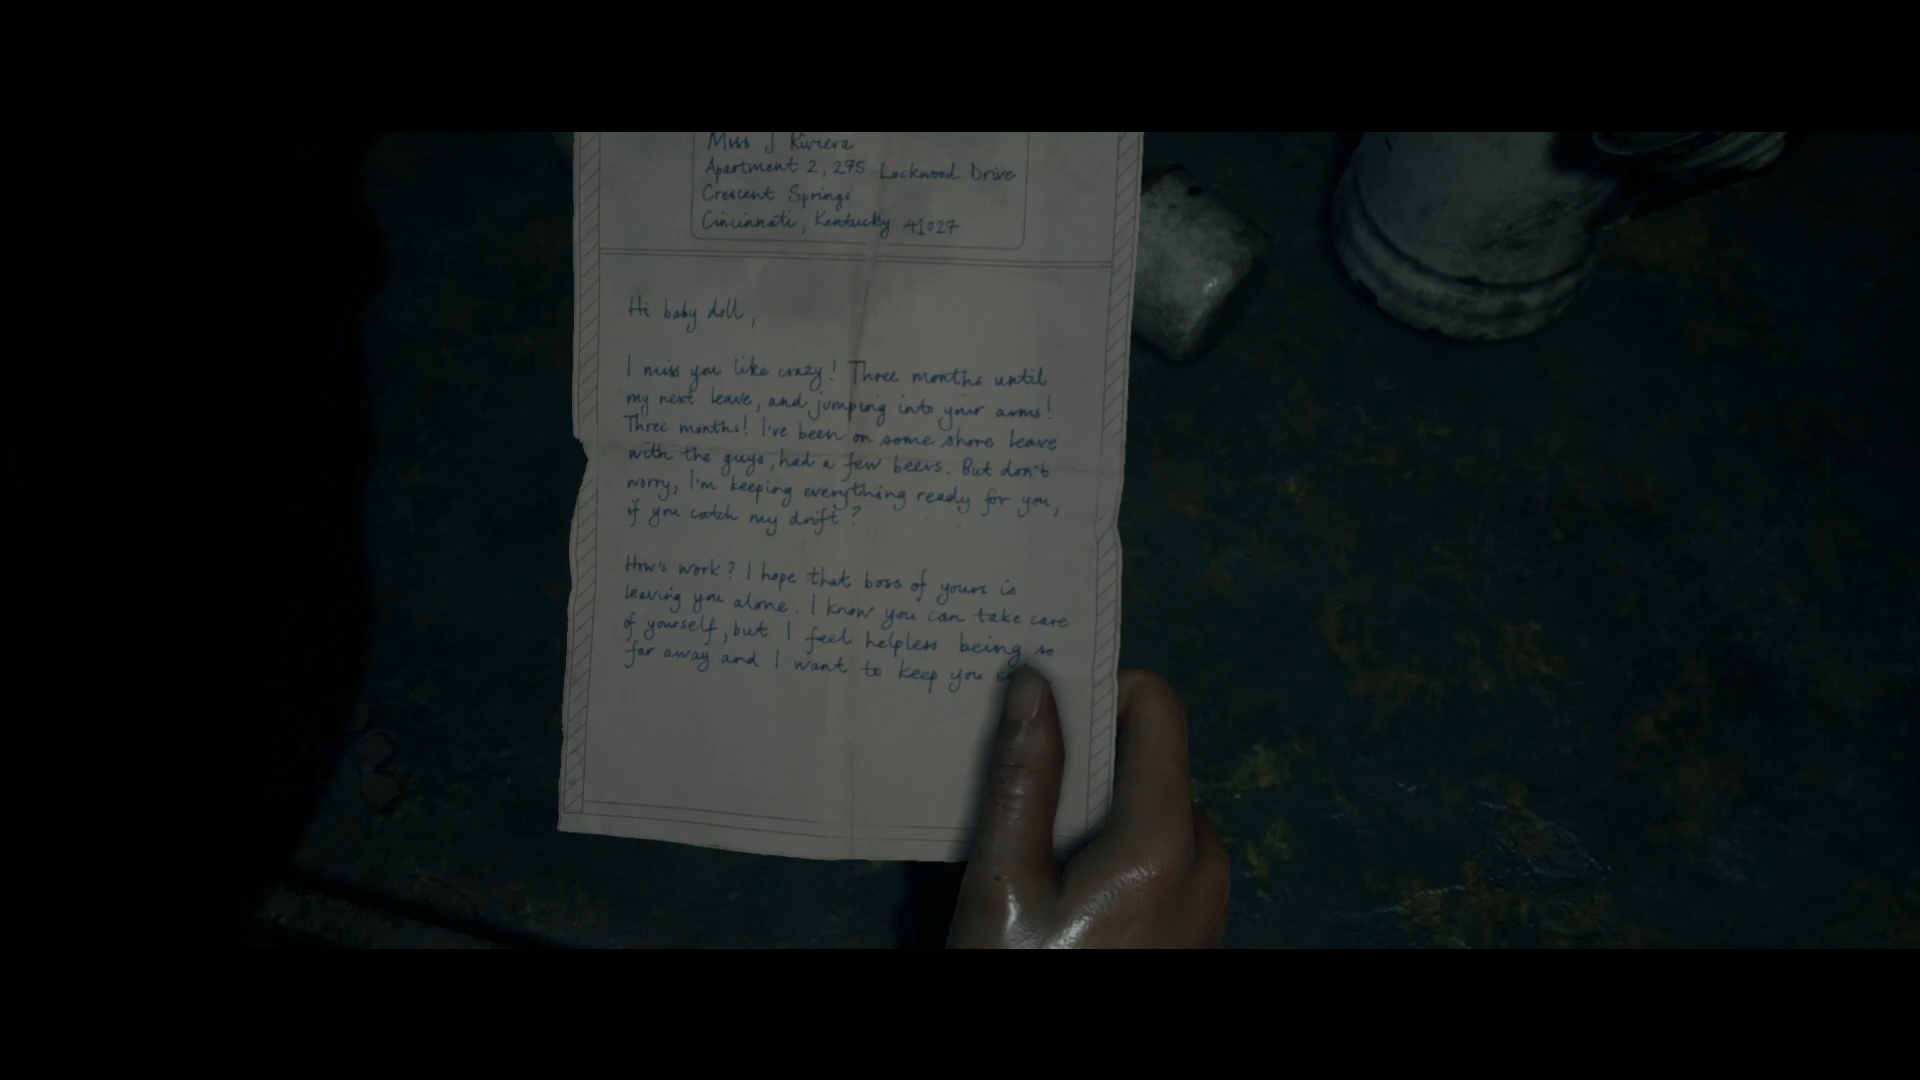 Miss J Riviera
Apartment 2, 275 Lockwood Drive
Crescent Springs
Cincinnati, Kentucky 41027
Hi baby doll,
I miss you like crazy! Three months until
my next leave, and jumping into your arms!
Three months! I've been on some shore leave
with the guys, had a few beers. But don't
worry, I'm keeping everything ready for you,
if you catch my drift?
How's work? I hope that boss of yours is
leaving you alone. I know you can take care
of yourself, but I feel helpless being so
far away and I want to keep you